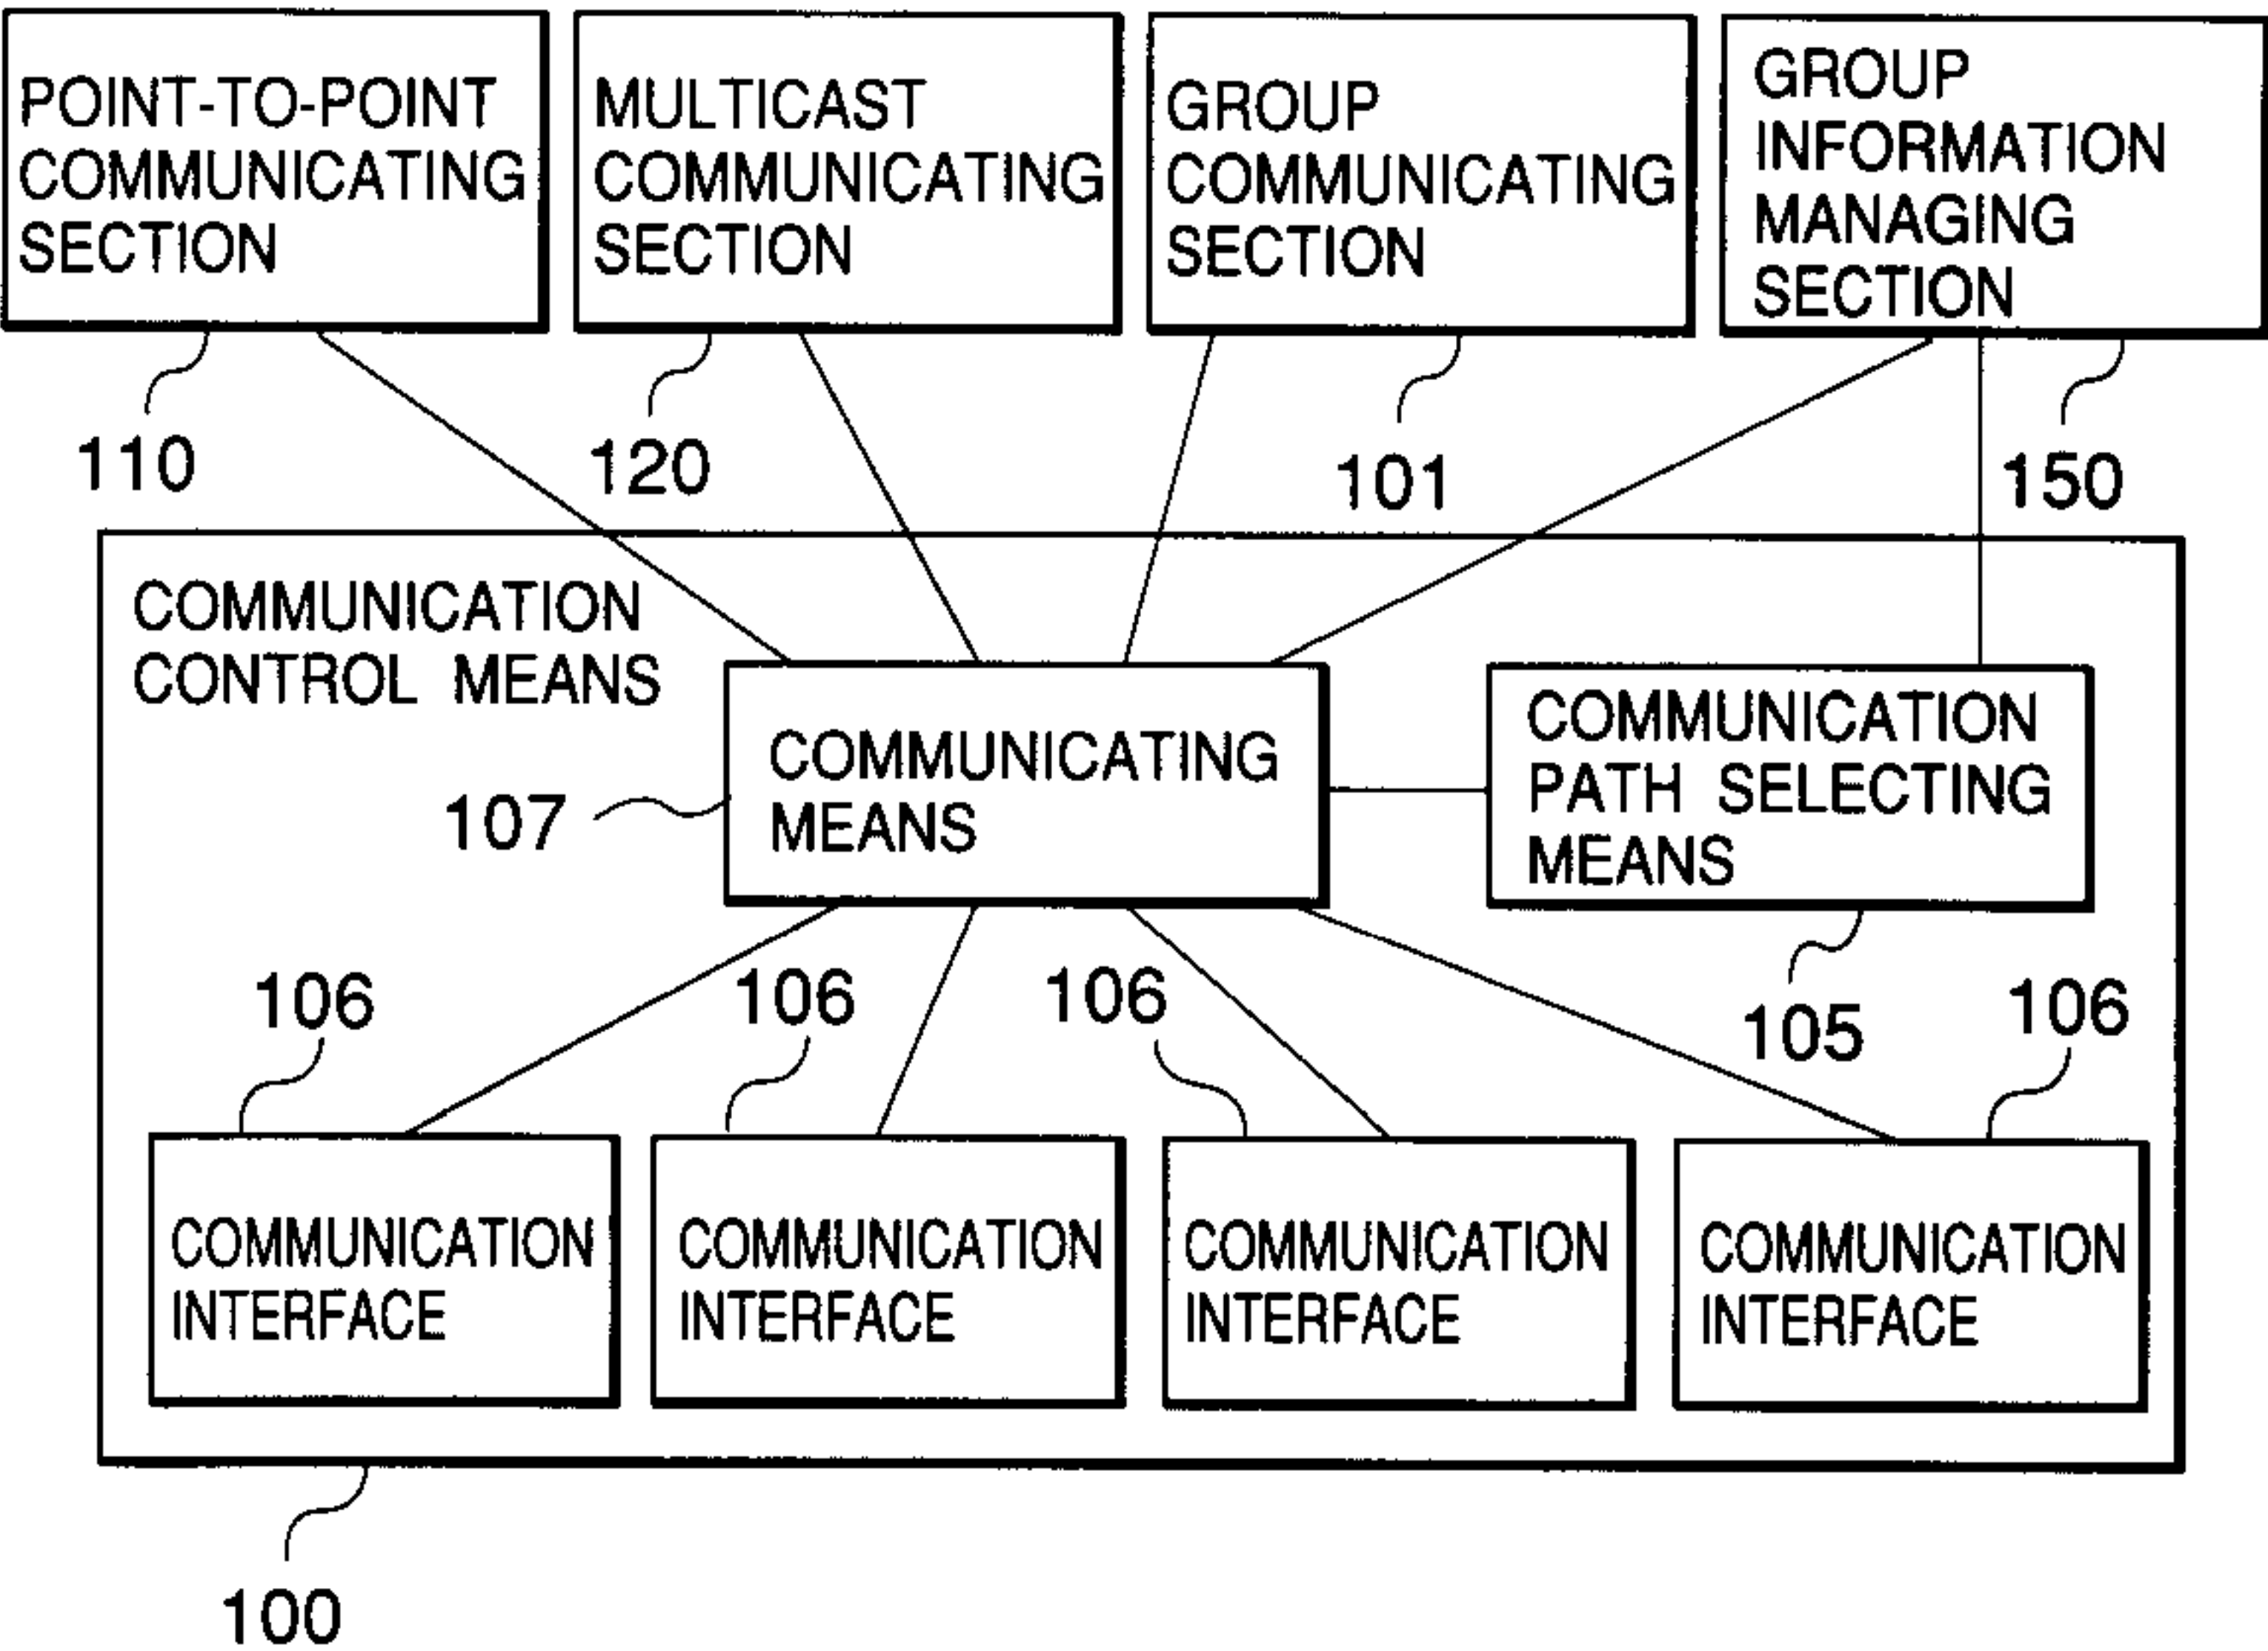 POINT-TO-POINT
COMMUNICATING
SECTION
MULTICAST
COMMUNICATING
SECTION
GROUP
COMMUNICATING
SECTION
GROUP
INFORMATION
MANAGING
SECTION
110
120
101
150
COMMUNICATION
CONTROL MEANS
COMMUNICATING
MEANS
107
COMMUNICATION
PATH SELECTING
MEANS
105
106
106
106
106
COMMUNICATION
INTERFACE
COMMUNICATION
INTERFACE
COMMUNICATION
INTERFACE
COMMUNICATION
INTERFACE
100